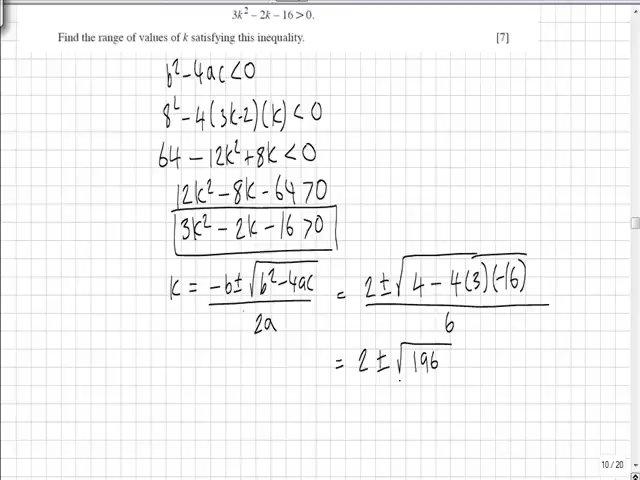 3k² − 2k − 16 > 0.
Find the range of values of k satisfying this inequality. [7]
b² − 4ac < 0
8² − 4(3k−2)(k) < 0
64 − 12k² + 8k < 0
12k² − 8k − 64 > 0
3k² − 2k − 16 > 0
k = (−b ± √(b² − 4ac)) / 2a = (2 ± √(4 − 4(3)(−16))) / 6
= 2 ± √196
10 / 20